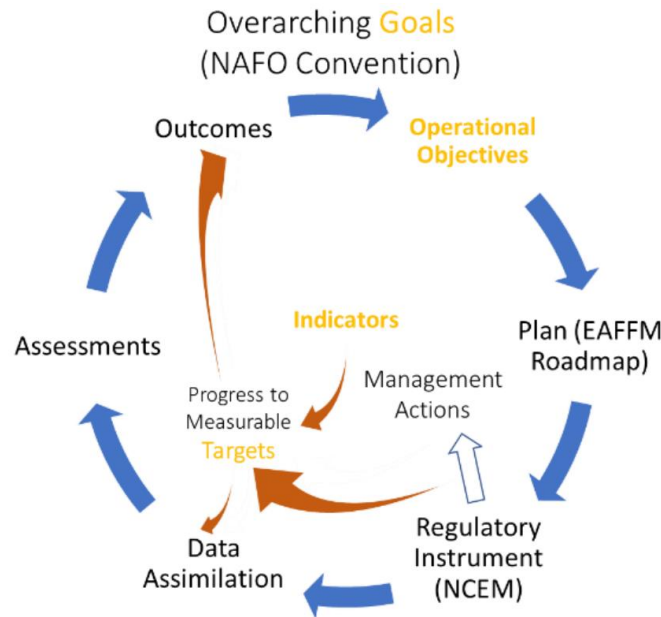 Overarching Goals
(NAFO Convention)
Outcomes
Operational
Objectives
Indicators
Plan (EAFFM
Roadmap)
Assessments
Management
Actions
Progress to
Measurable
Targets
Regulatory
Instrument
(NCEM)
Data
Assimilation